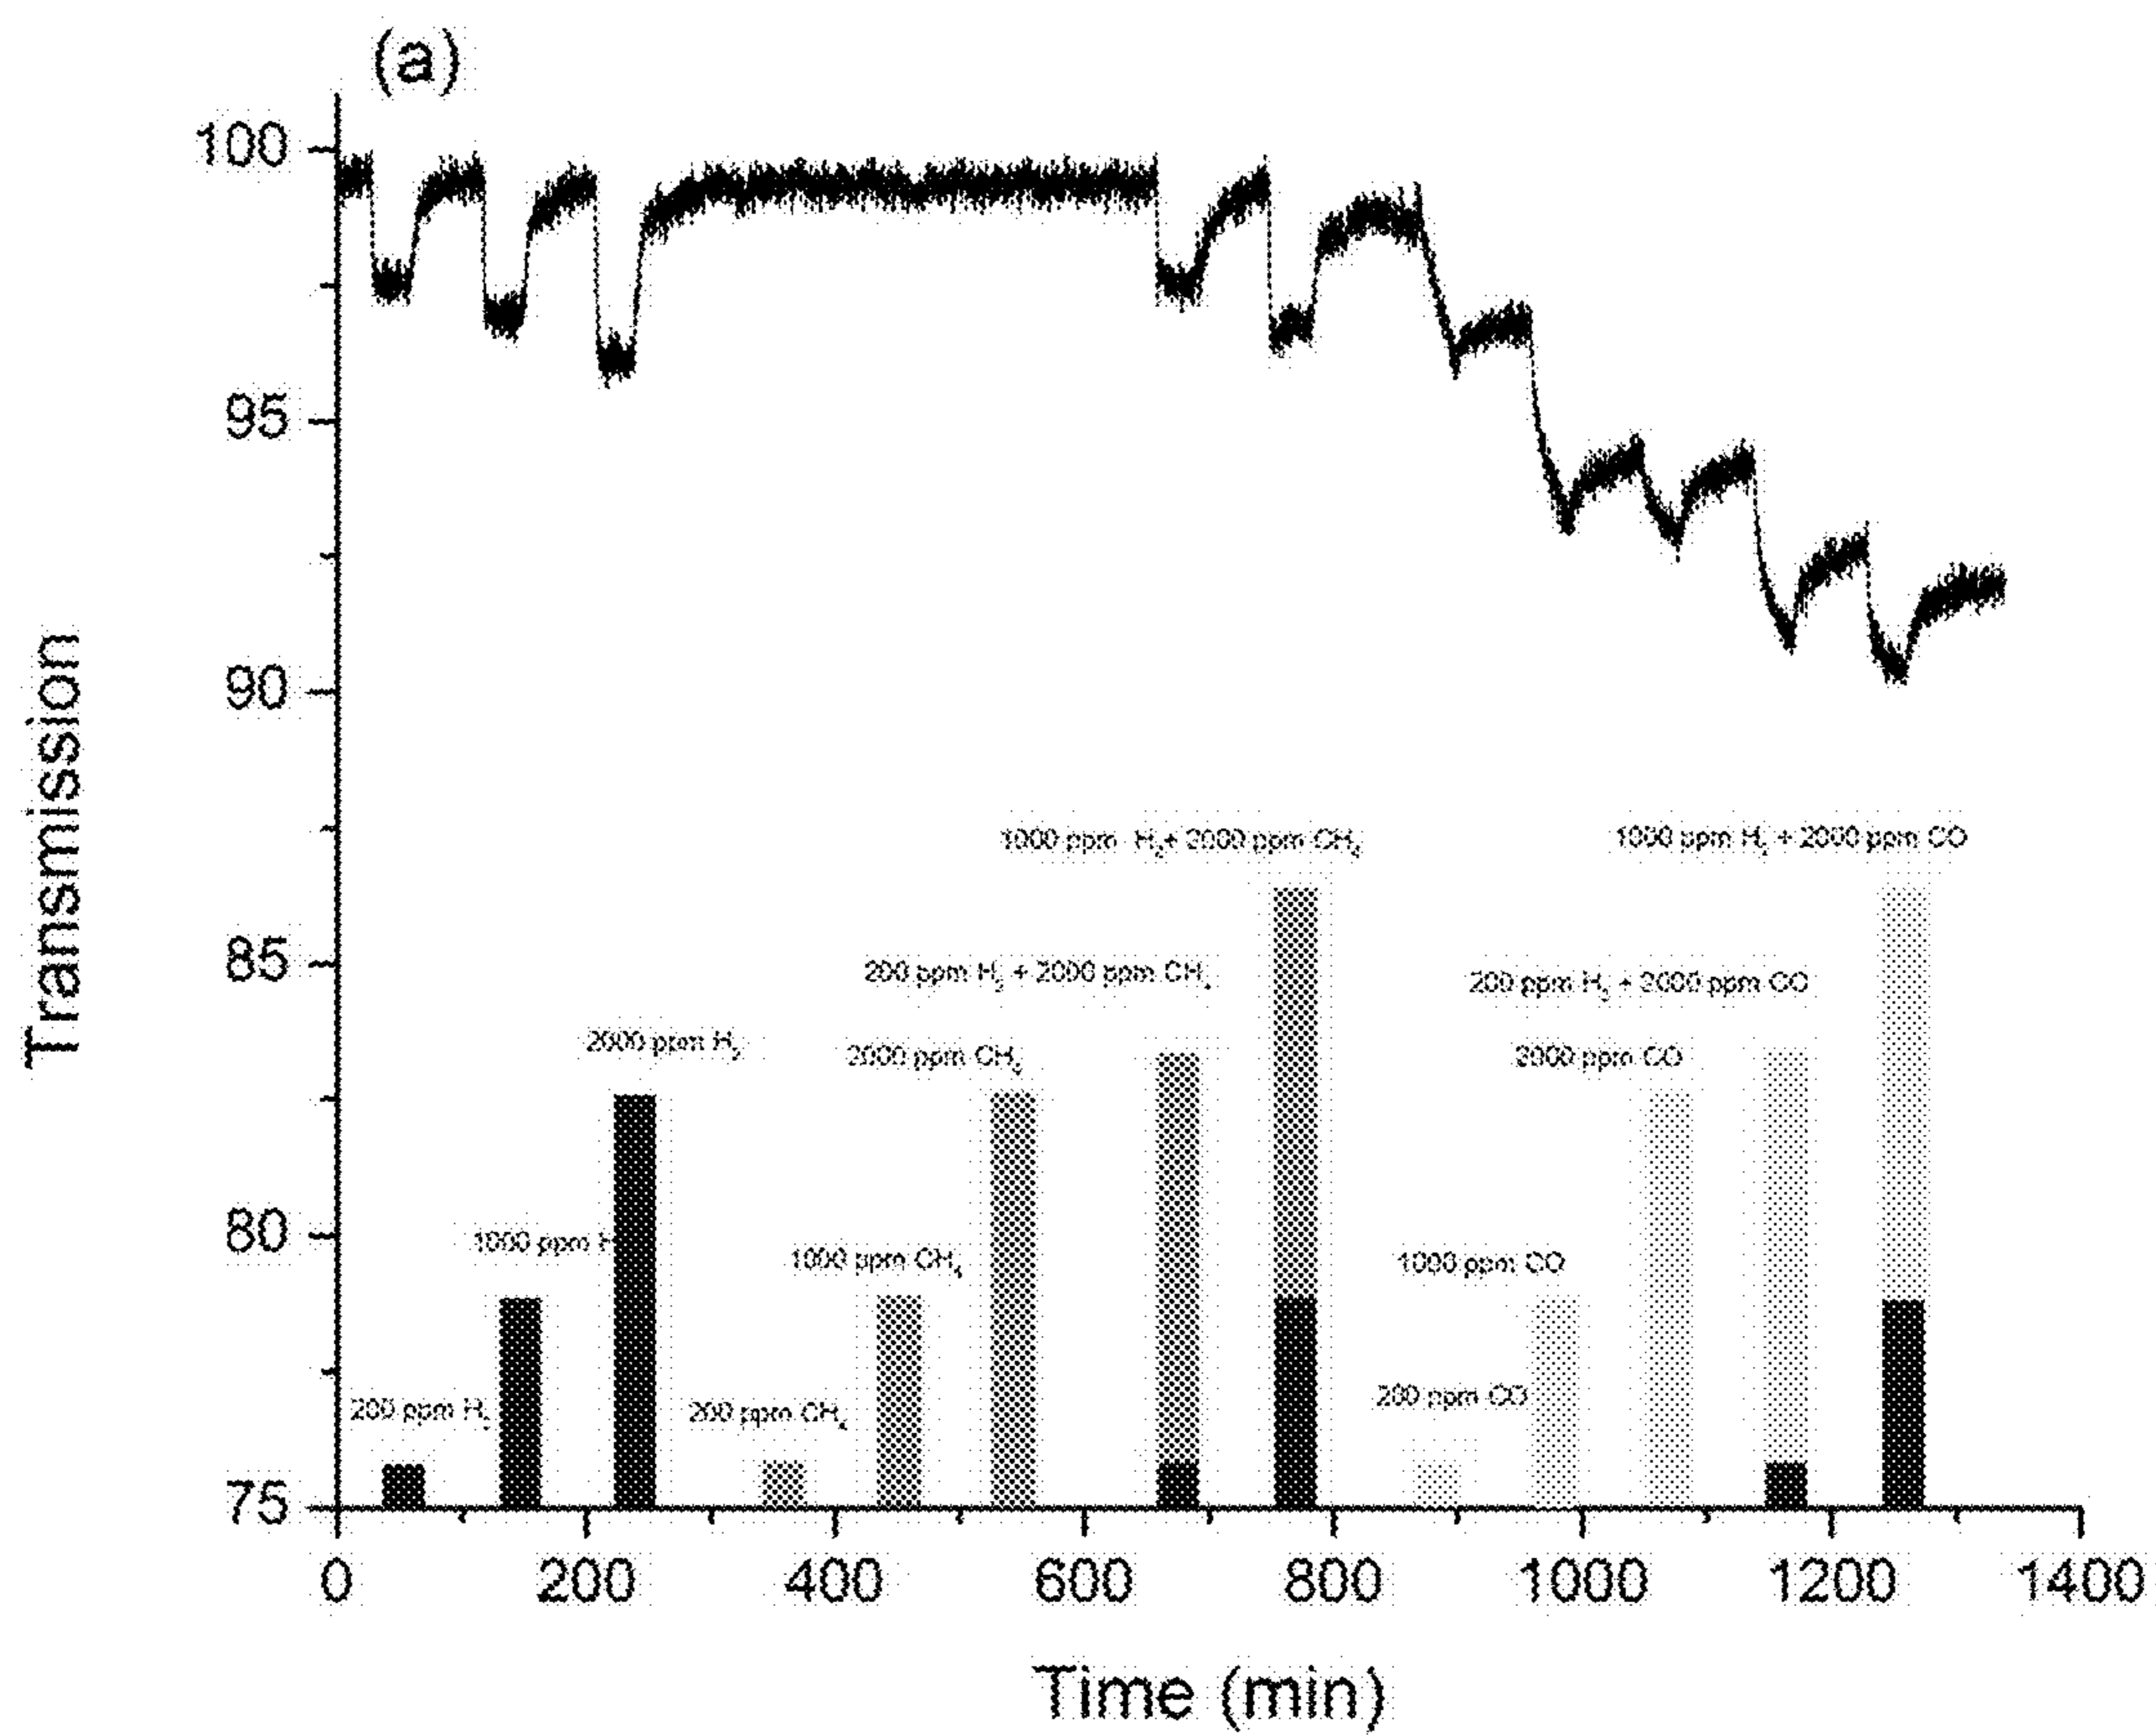 (a)
100
95
90
85
80
75
Transmission
1000 ppm H₂+ 2000 ppm CH₄
1000 ppm H₂ + 2000 ppm CO
200 ppm H₂ + 2000 ppm CH₄
200 ppm H₂ + 2000 ppm CO
2000 ppm H₂
2000 ppm CH₄
2000 ppm CO
1000 ppm H
1000 ppm CH₄
1000 ppm CO
200 ppm H₂
200 ppm CH₄
200 ppm CO
0 200 400 600 800 1000 1200 1400
Time (min)